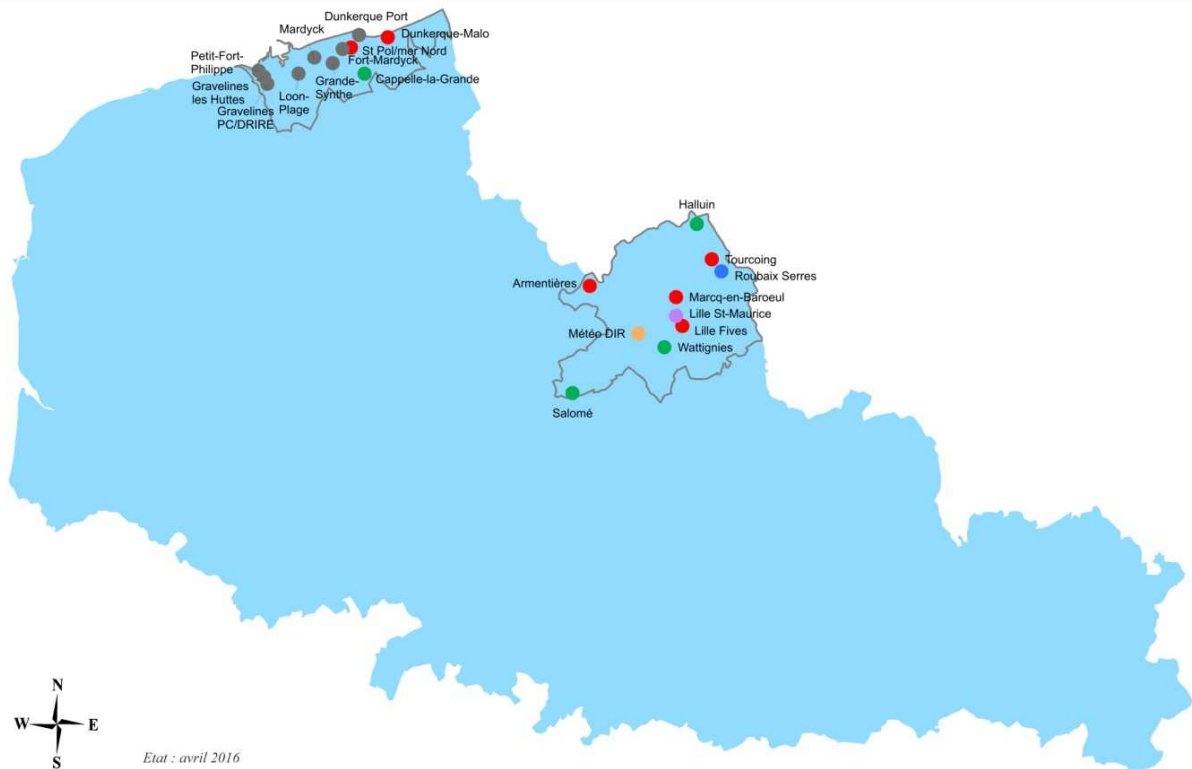 Dunkerque Port
Mardyck
Dunkerque-Malo
St Pol/mer Nord
Petit-Fort-
Philippe
Fort-Mardyck
Cappelle-la-Grande
Grande-
Synthe
Gravelines
les Huttes
Loon-
Plage
Gravelines
PC/DRIRE
Halluin
Tourcoing
Roubaix Serres
Armentières
Marcq-en-Baroeul
Lille St-Maurice
Lille Fives
Météo DIR
Wattignies
Salomé
N
W
E
S
Etat : avril 2016